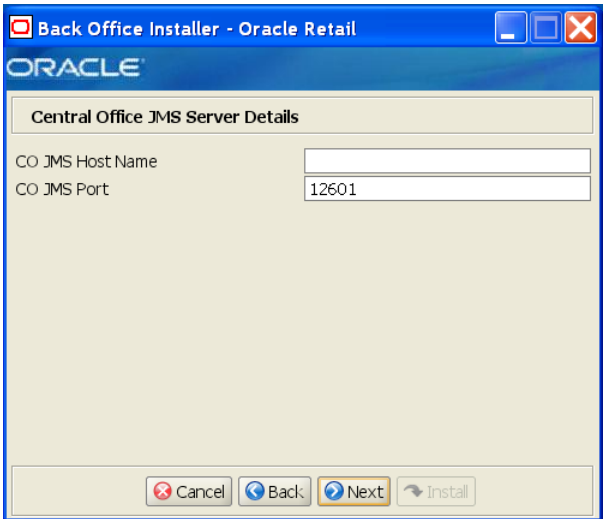 Back Office Installer - Oracle Retail
ORACLE
Central Office JMS Server Details
CO JMS Host Name
CO JMS Port 12601
Cancel Back Next Install